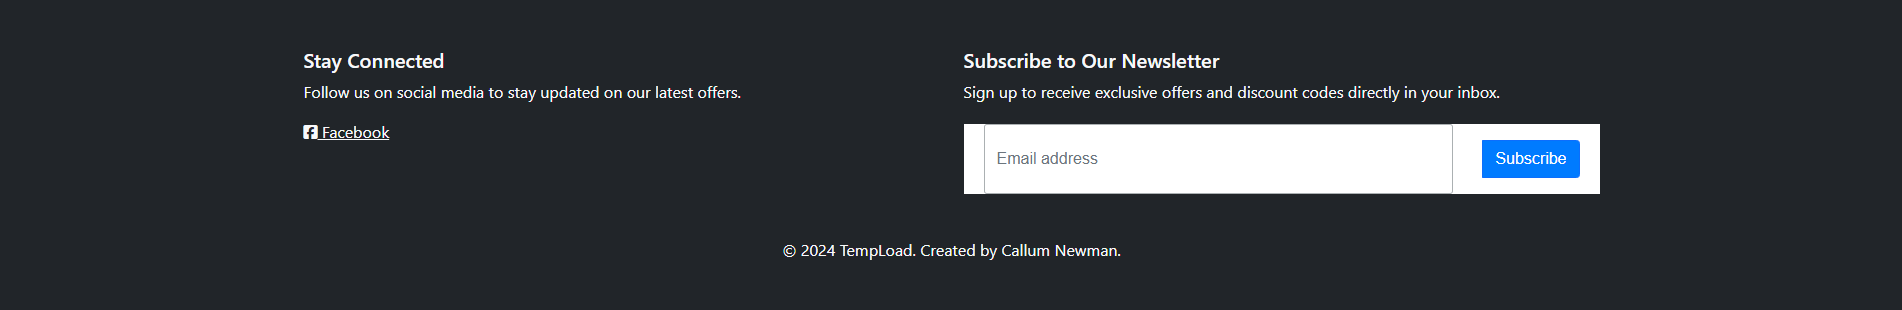 Stay Connected
Follow us on social media to stay updated on our latest offers.
Facebook
Subscribe to Our Newsletter
Sign up to receive exclusive offers and discount codes directly in your inbox.
Email address
Subscribe
© 2024 TempLoad. Created by Callum Newman.